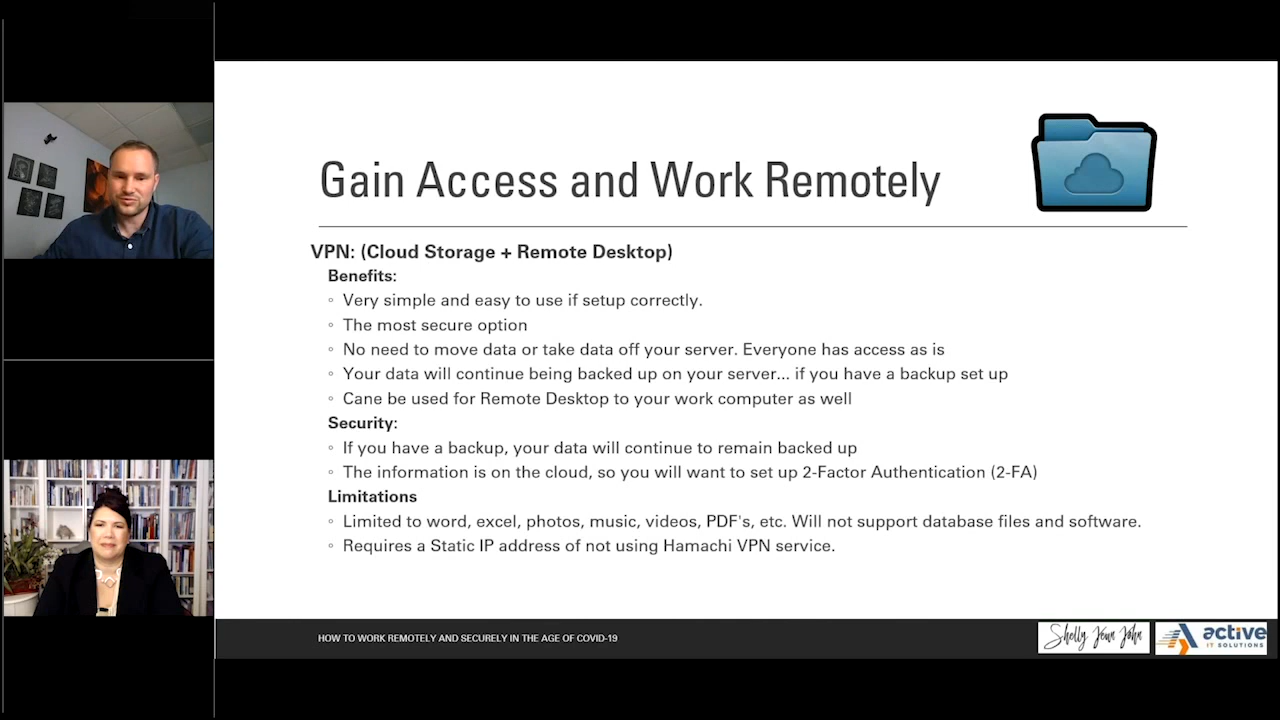 Gain Access and Work Remotely
VPN: (Cloud Storage + Remote Desktop)
Benefits:
◦ Very simple and easy to use if setup correctly.
◦ The most secure option
◦ No need to move data or take data off your server. Everyone has access as is
◦ Your data will continue being backed up on your server... if you have a backup set up
◦ Cane be used for Remote Desktop to your work computer as well
Security:
◦ If you have a backup, your data will continue to remain backed up
◦ The information is on the cloud, so you will want to set up 2-Factor Authentication (2-FA)
Limitations
◦ Limited to word, excel, photos, music, videos, PDF's, etc. Will not support database files and software.
◦ Requires a Static IP address of not using Hamachi VPN service.
HOW TO WORK REMOTELY AND SECURELY IN THE AGE OF COVID-19
Shelly Jenn John
active
IT SOLUTIONS